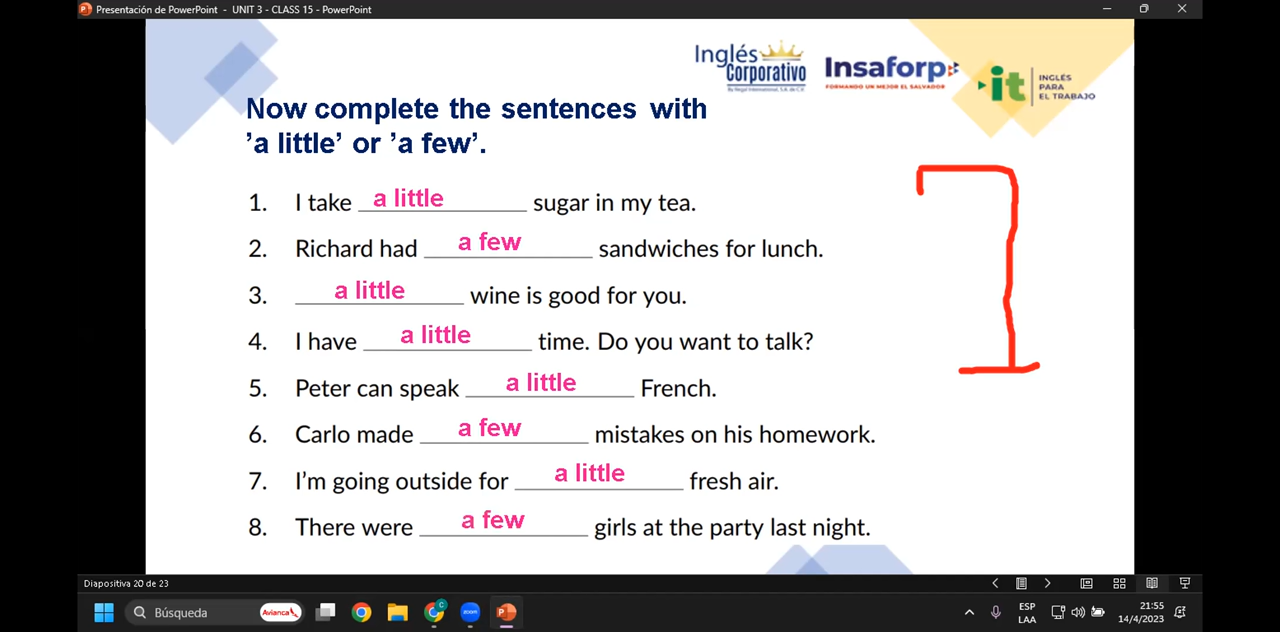 Presentación de PowerPoint - UNIT 3 - CLASS 15 - PowerPoint
Inglés Corporativo
Insaforp
FORMANDO UN MEJOR EL SALVADOR
it INGLÉS PARA EL TRABAJO
Now complete the sentences with
’a little’ or ’a few’.
1. I take a little sugar in my tea.
2. Richard had a few sandwiches for lunch.
3. a little wine is good for you.
4. I have a little time. Do you want to talk?
5. Peter can speak a little French.
6. Carlo made a few mistakes on his homework.
7. I’m going outside for a little fresh air.
8. There were a few girls at the party last night.
Diapositiva 20 de 23
Búsqueda
Avianca
zoom
ESP
LAA
21:55
14/4/2023